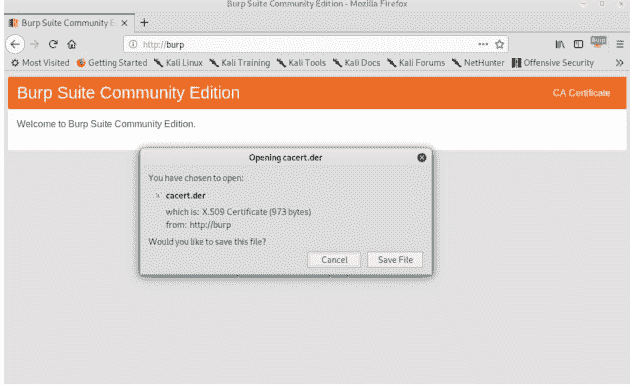 Burp Suite Community Edition - Mozilla Firefox
Burp Suite Community E
http://burp
Burp
Most Visited Getting Started Kali Linux Kali Training Kali Tools Kali Docs Kali Forums NetHunter Offensive Security
Burp Suite Community Edition CA Certificate
Welcome to Burp Suite Community Edition.
Opening cacert.der
You have chosen to open:
cacert.der
which is: X.509 Certificate (973 bytes)
from: http://burp
Would you like to save this file?
Cancel Save File